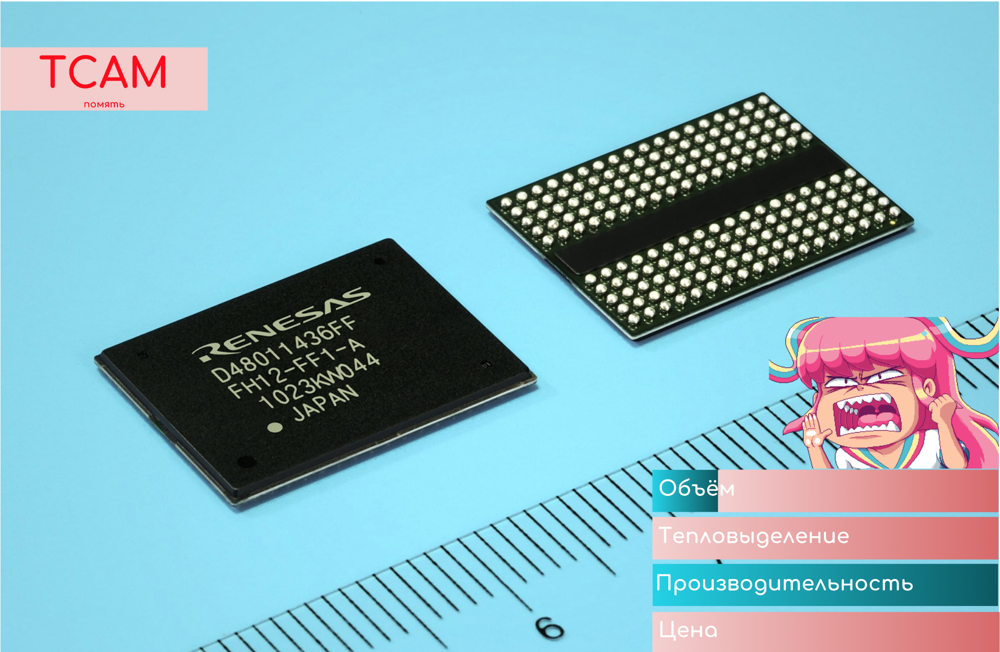 TCAM
помять
RENESAS
D48011436FF
FH12-FF1-A
1023KW044
JAPAN
6
Объём
Тепловыделение
Производительность
Цена